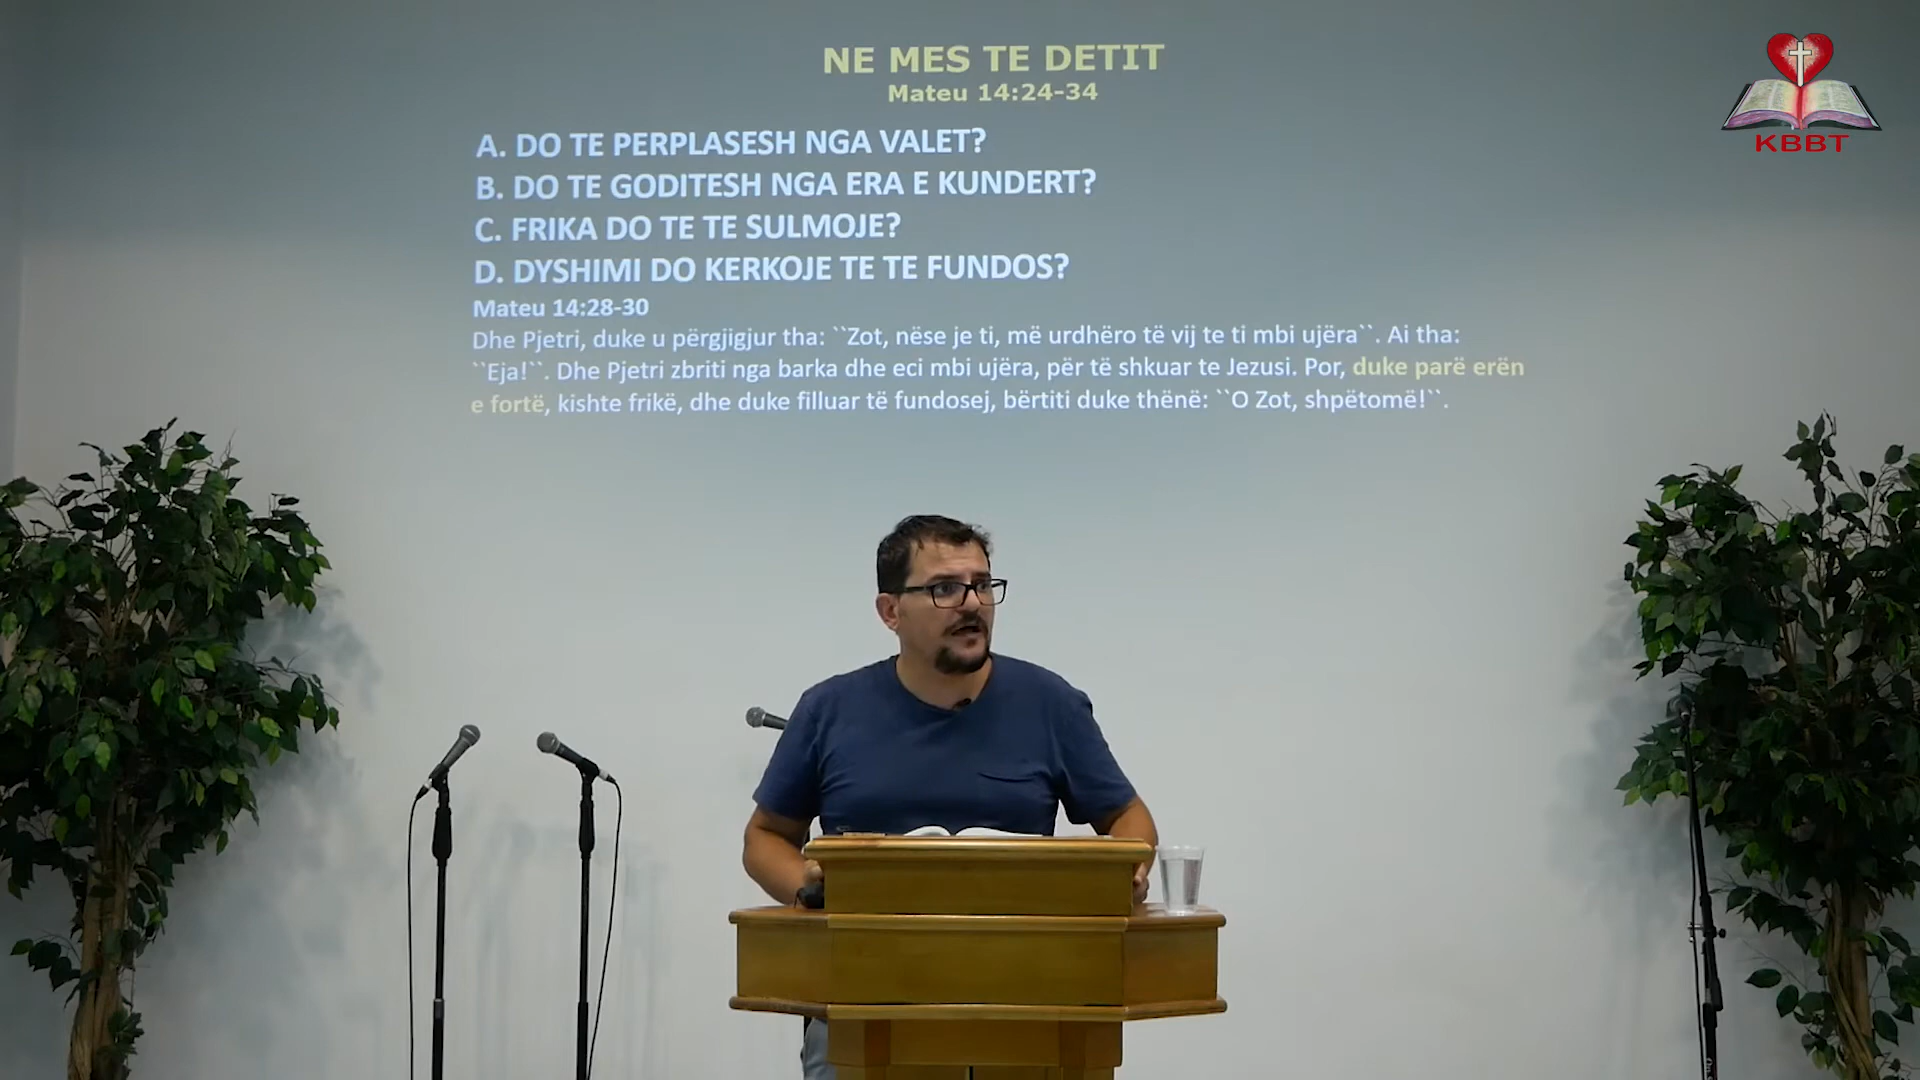 NE MES TE DETIT
Mateu 14:24-34
A. DO TE PERPLASESH NGA VALET?
B. DO TE GODITESH NGA ERA E KUNDERT?
C. FRIKA DO TE TE SULMOJE?
D. DYSHIMI DO KERKOJE TE TE FUNDOS?
Mateu 14:28-30
Dhe Pjetri, duke u përgjigjur tha: ``Zot, nëse je ti, më urdhëro të vij te ti mbi ujëra``. Ai tha:
``Eja!``. Dhe Pjetri zbriti nga barka dhe eci mbi ujëra, për të shkuar te Jezusi. Por, duke parë erën
e fortë, kishte frikë, dhe duke filluar të fundosej, bërtiti duke thënë: ``O Zot, shpëtomë!``.
KBBT